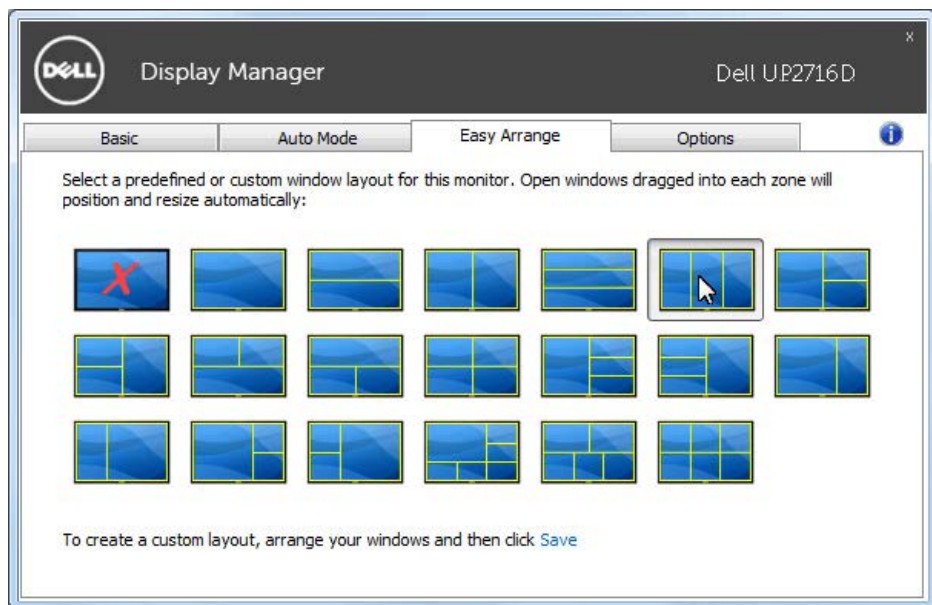 x
DELL
Display Manager
Dell UP2716D
Basic
Auto Mode
Easy Arrange
Options
i
Select a predefined or custom window layout for this monitor. Open windows dragged into each zone will
position and resize automatically:
X
To create a custom layout, arrange your windows and then click Save